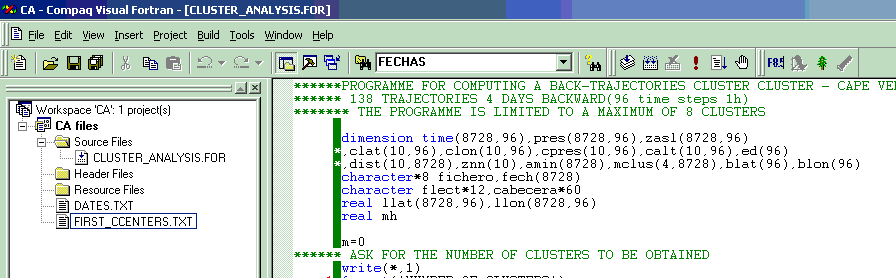 CA - Compaq Visual Fortran - [CLUSTER_ANALYSIS.FOR]
File Edit View Insert Project Build Tools Window Help
FECHAS
F8.5
Workspace 'CA': 1 project(s)
CA files
Source Files
CLUSTER_ANALYSIS.FOR
Header Files
Resource Files
DATES.TXT
FIRST_CCENTERS.TXT
******PROGRAMME FOR COMPUTING A BACK-TRAJECTORIES CLUSTER CLUSTER - CAPE VE
****** 138 TRAJECTORIES 4 DAYS BACKWARD(96 time steps 1h)
******* THE PROGRAMME IS LIMITED TO A MAXIMUM OF 8 CLUSTERS
dimension time(8728,96),pres(8728,96),zasl(8728,96)
*,clat(10,96),clon(10,96),cpres(10,96),calt(10,96),ed(96)
*,dist(10,8728),znn(10),amin(8728),mclus(4,8728),blat(96),blon(96)
character*8 fichero,fech(8728)
character flect*12,cabecera*60
real llat(8728,96),llon(8728,96)
real mh
m=0
****** ASK FOR THE NUMBER OF CLUSTERS TO BE OBTAINED
write(*,1)